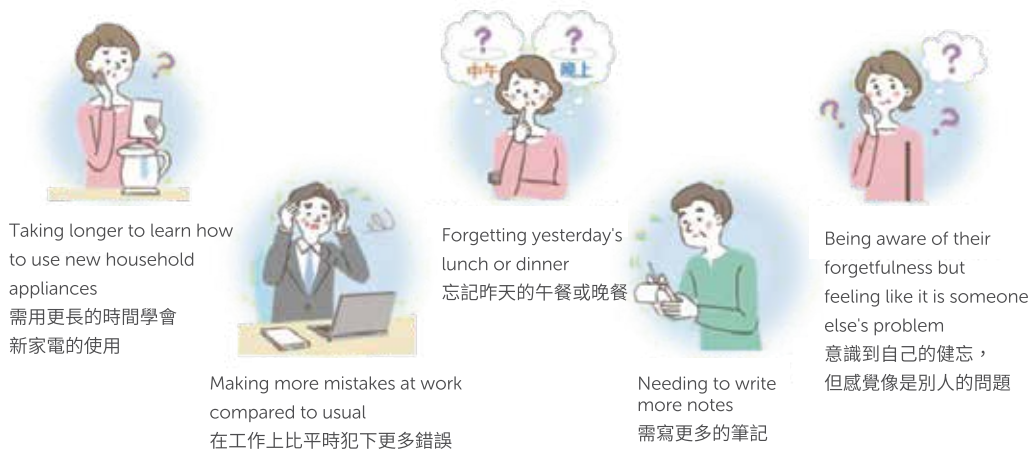 ?
Taking longer to learn how
to use new household
appliances
需用更長的時間學會
新家電的使用
Making more mistakes at work
compared to usual
在工作上比平時犯下更多錯誤
? ?
中午 晚上
Forgetting yesterday's
lunch or dinner
忘記昨天的午餐或晚餐
Needing to write
more notes
需寫更多的筆記
?
? ?
Being aware of their
forgetfulness but
feeling like it is someone
else's problem
意識到自己的健忘，
但感覺像是別人的問題